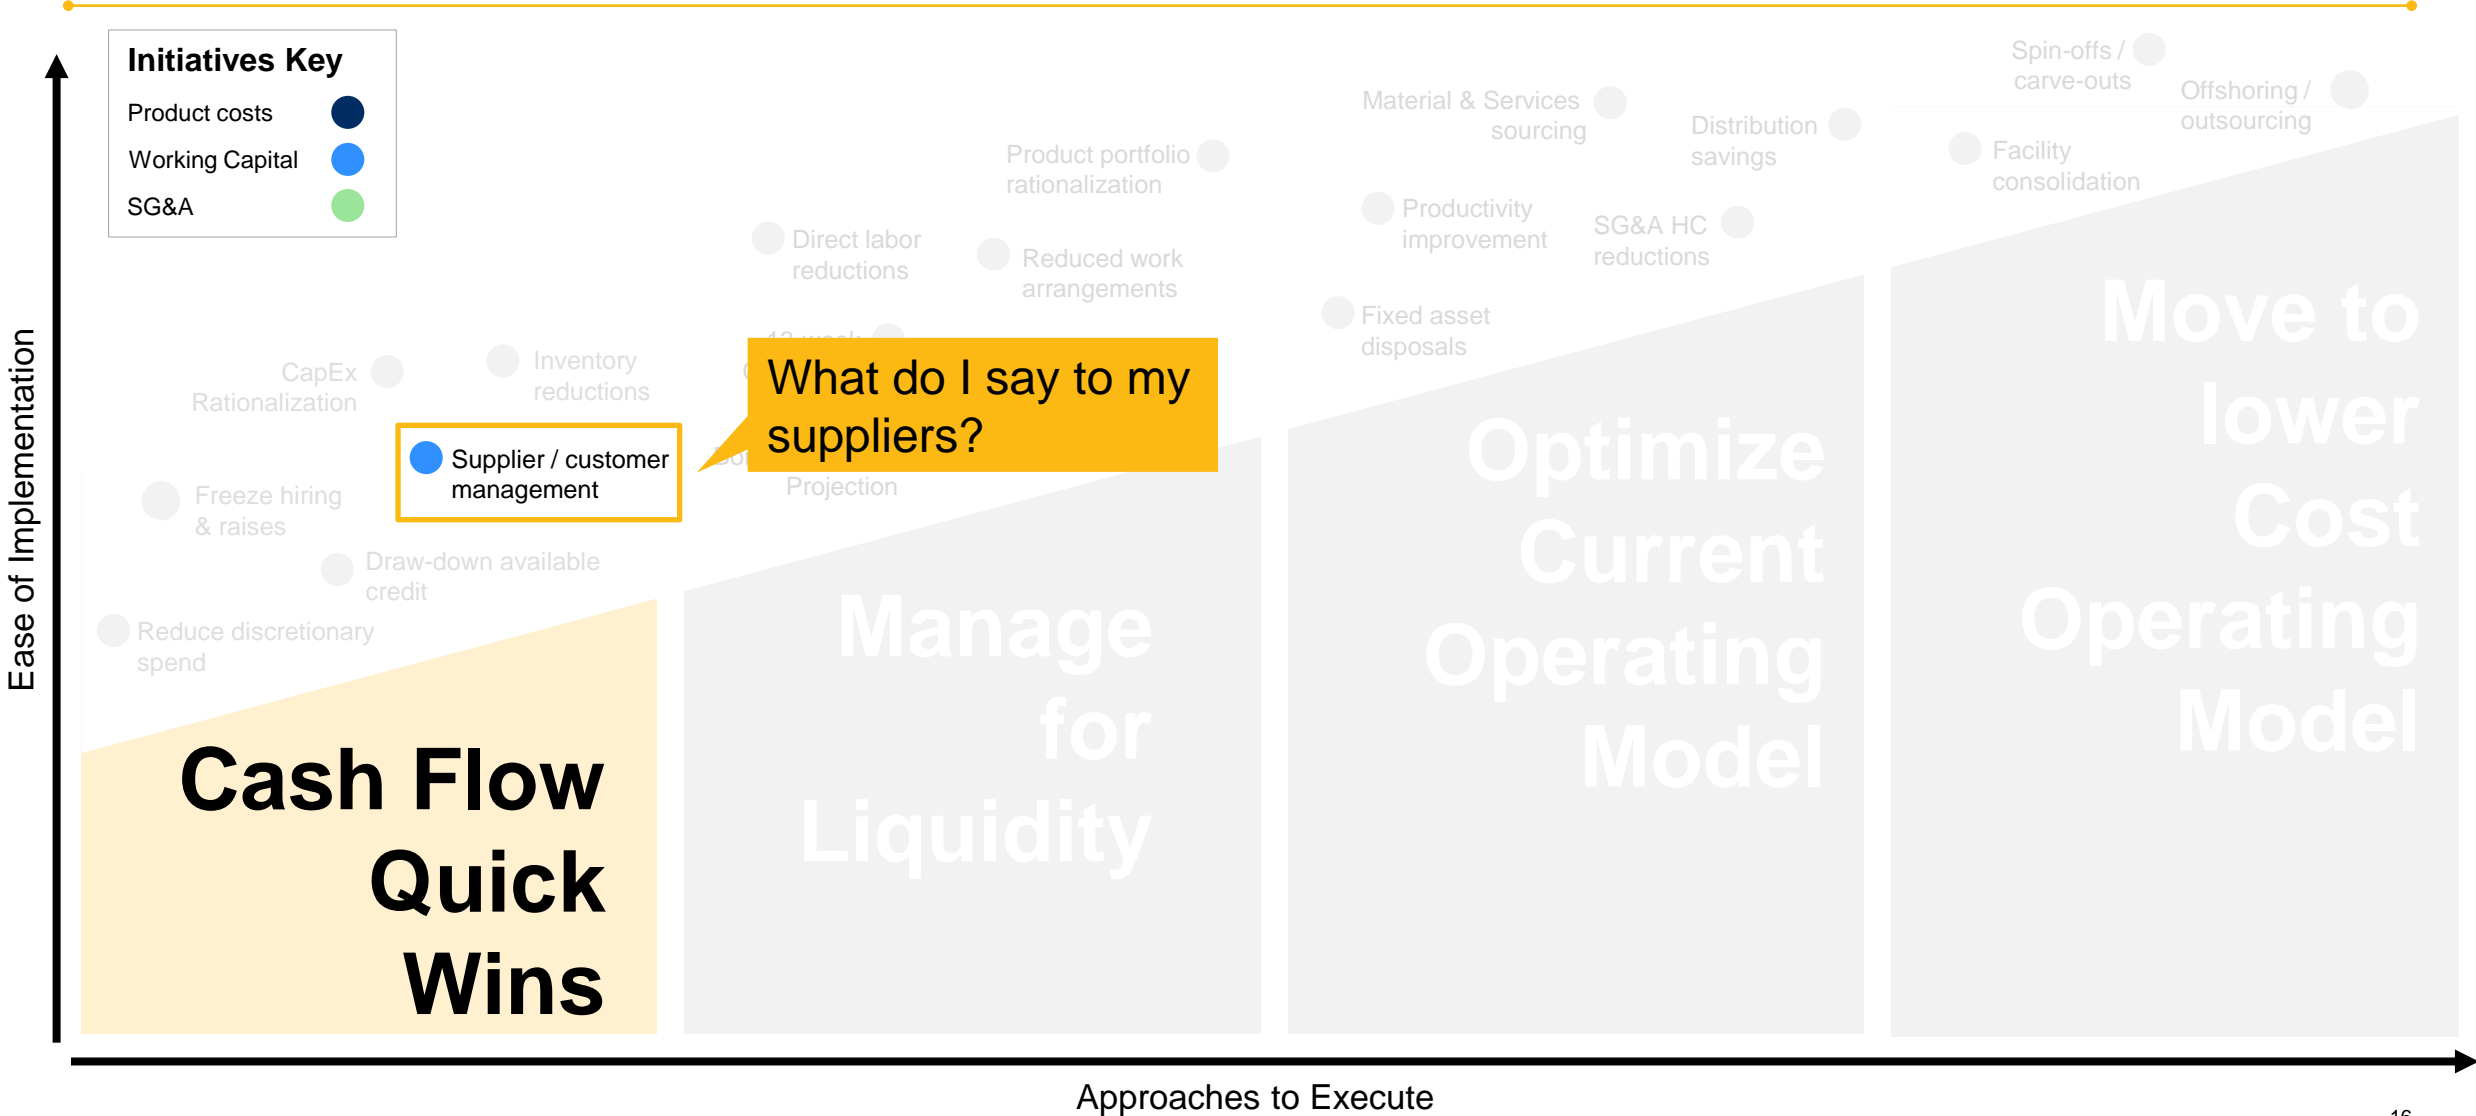 Initiatives Key
Product costs
Working Capital
SG&A
Ease of Implementation
Spin-offs /
carve-outs
Offshoring /
outsourcing
Material & Services
sourcing
Distribution
savings
Facility
consolidation
Product portfolio
rationalization
Productivity
improvement
SG&A HC
reductions
Direct labor
reductions
Reduced work
arrangements
Fixed asset
disposals
CapEx
Rationalization
Inventory
reductions
What do I say to my
suppliers?
Supplier / customer
management
Projection
Freeze hiring
& raises
Draw-down available
credit
Reduce discretionary
spend
Cash Flow
Quick
Wins
Manage
for
Liquidity
Optimize
Current
Operating
Model
Move to
lower
Cost
Operating
Model
Approaches to Execute
16